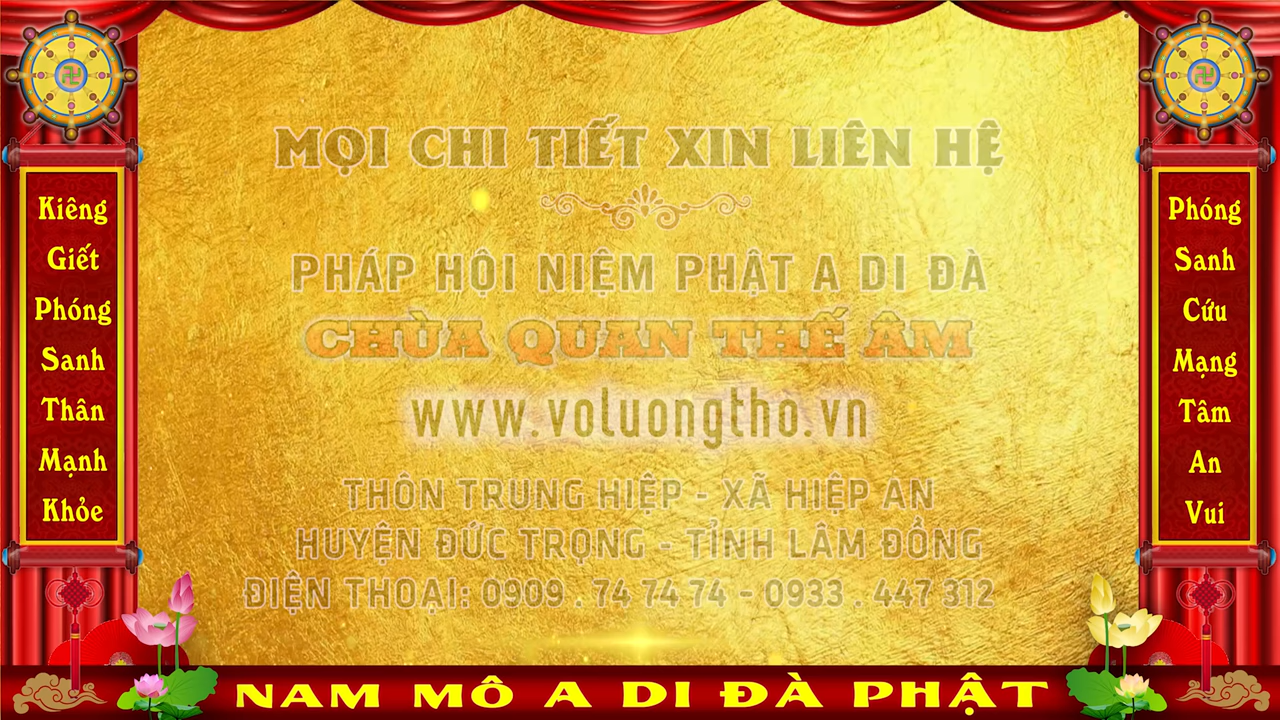 MỌI CHI TIẾT XIN LIÊN HỆ
PHÁP HỘI NIỆM PHẬT A DI ĐÀ
CHÙA QUAN THẾ ÂM
www.voluongtho.vn
THÔN TRUNG HIỆP - XÃ HIỆP AN
HUYỆN ĐỨC TRỌNG - TỈNH LÂM ĐỒNG
ĐIỆN THOẠI: 0909 . 74 74 74 - 0933 . 447 312
Kiêng
Giết
Phóng
Sanh
Thân
Mạnh
Khỏe
Phóng
Sanh
Cứu
Mạng
Tâm
An
Vui
NAM MÔ A DI ĐÀ PHẬT